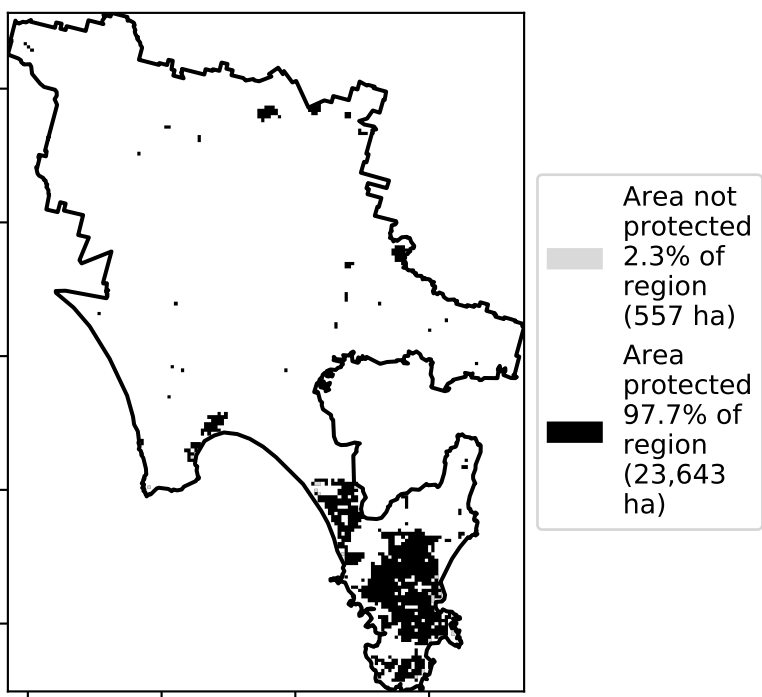 Area not
protected
2.3% of
region
(557 ha)
Area
protected
97.7% of
region
(23,643
ha)